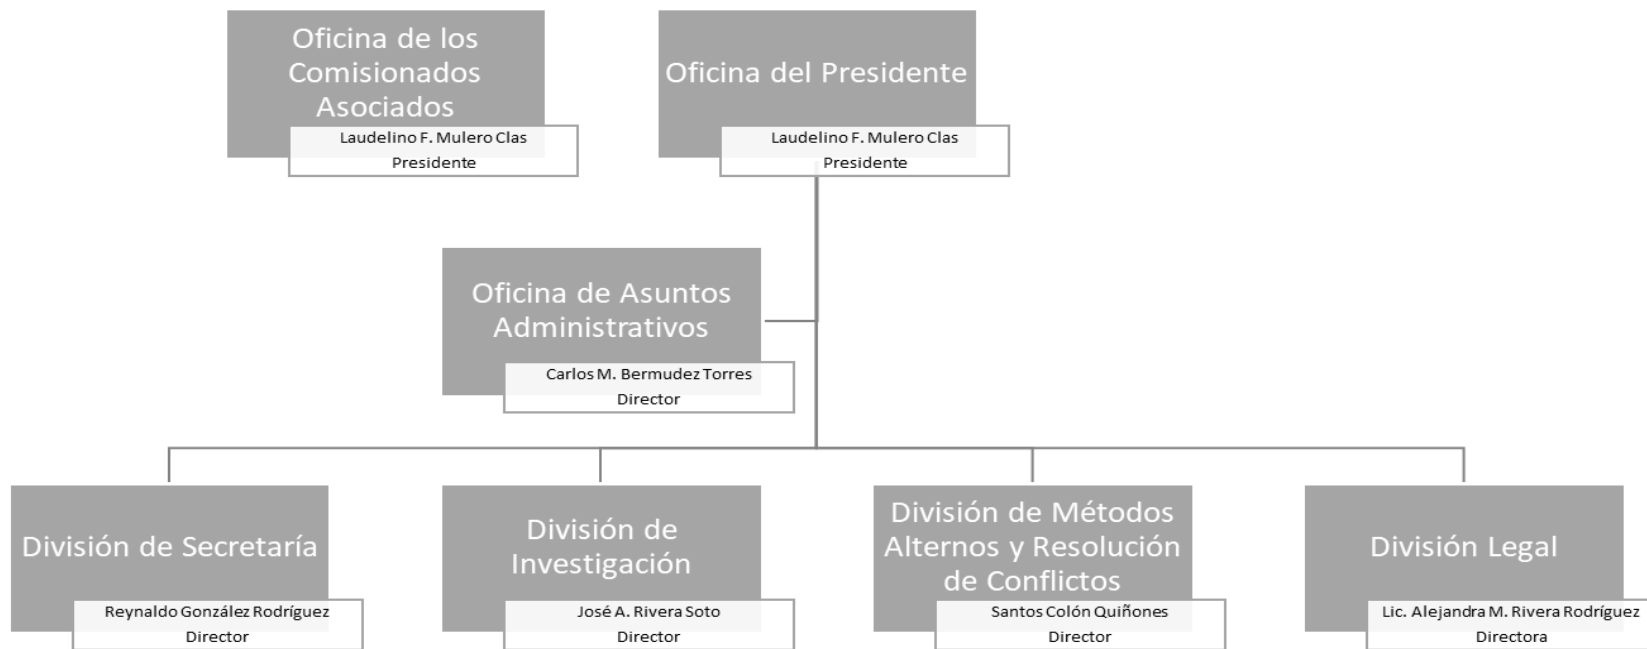 Oficina de los
Comisionados
Asociados
Laudelino F. Mulero Clas
Presidente
Oficina del Presidente
Laudelino F. Mulero Clas
Presidente
Oficina de Asuntos
Administrativos
Carlos M. Bermudez Torres
Director
División de Secretaría
Reynaldo González Rodríguez
Director
División de
Investigación
José A. Rivera Soto
Director
División de Métodos
Alternos y Resolución
de Conflictos
Santos Colón Quiñones
Director
División Legal
Lic. Alejandra M. Rivera Rodríguez
Directora